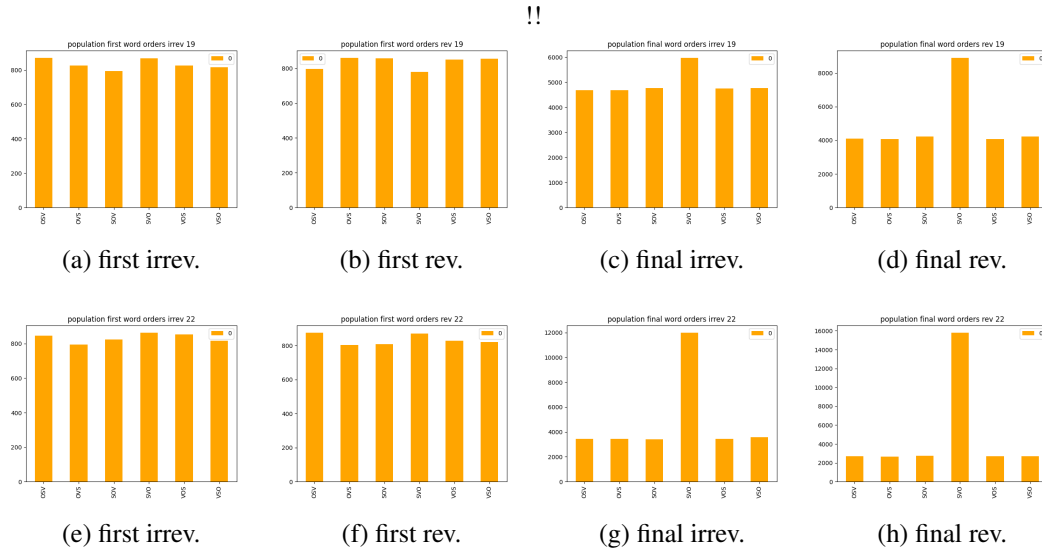 !!
population first word orders irrev 19
0
800
600
400
200
0
OSV
OVS
SOV
SVO
VOS
VSO
(a) first irrev.
population first word orders rev 19
0
800
600
400
200
0
OSV
OVS
SOV
SVO
VOS
VSO
(b) first rev.
population final word orders irrev 19
0
6000
5000
4000
3000
2000
1000
0
OSV
OVS
SOV
SVO
VOS
VSO
(c) final irrev.
population final word orders rev 19
0
8000
6000
4000
2000
0
OSV
OVS
SOV
SVO
VOS
VSO
(d) final rev.
population first word orders irrev 22
0
800
600
400
200
0
OSV
OVS
SOV
SVO
VOS
VSO
(e) first irrev.
population first word orders rev 22
0
800
600
400
200
0
OSV
OVS
SOV
SVO
VOS
VSO
(f) first rev.
population final word orders irrev 22
0
12000
10000
8000
6000
4000
2000
0
OSV
OVS
SOV
SVO
VOS
VSO
(g) final irrev.
population final word orders rev 22
0
16000
14000
12000
10000
8000
6000
4000
2000
0
OSV
OVS
SOV
SVO
VOS
VSO
(h) final rev.